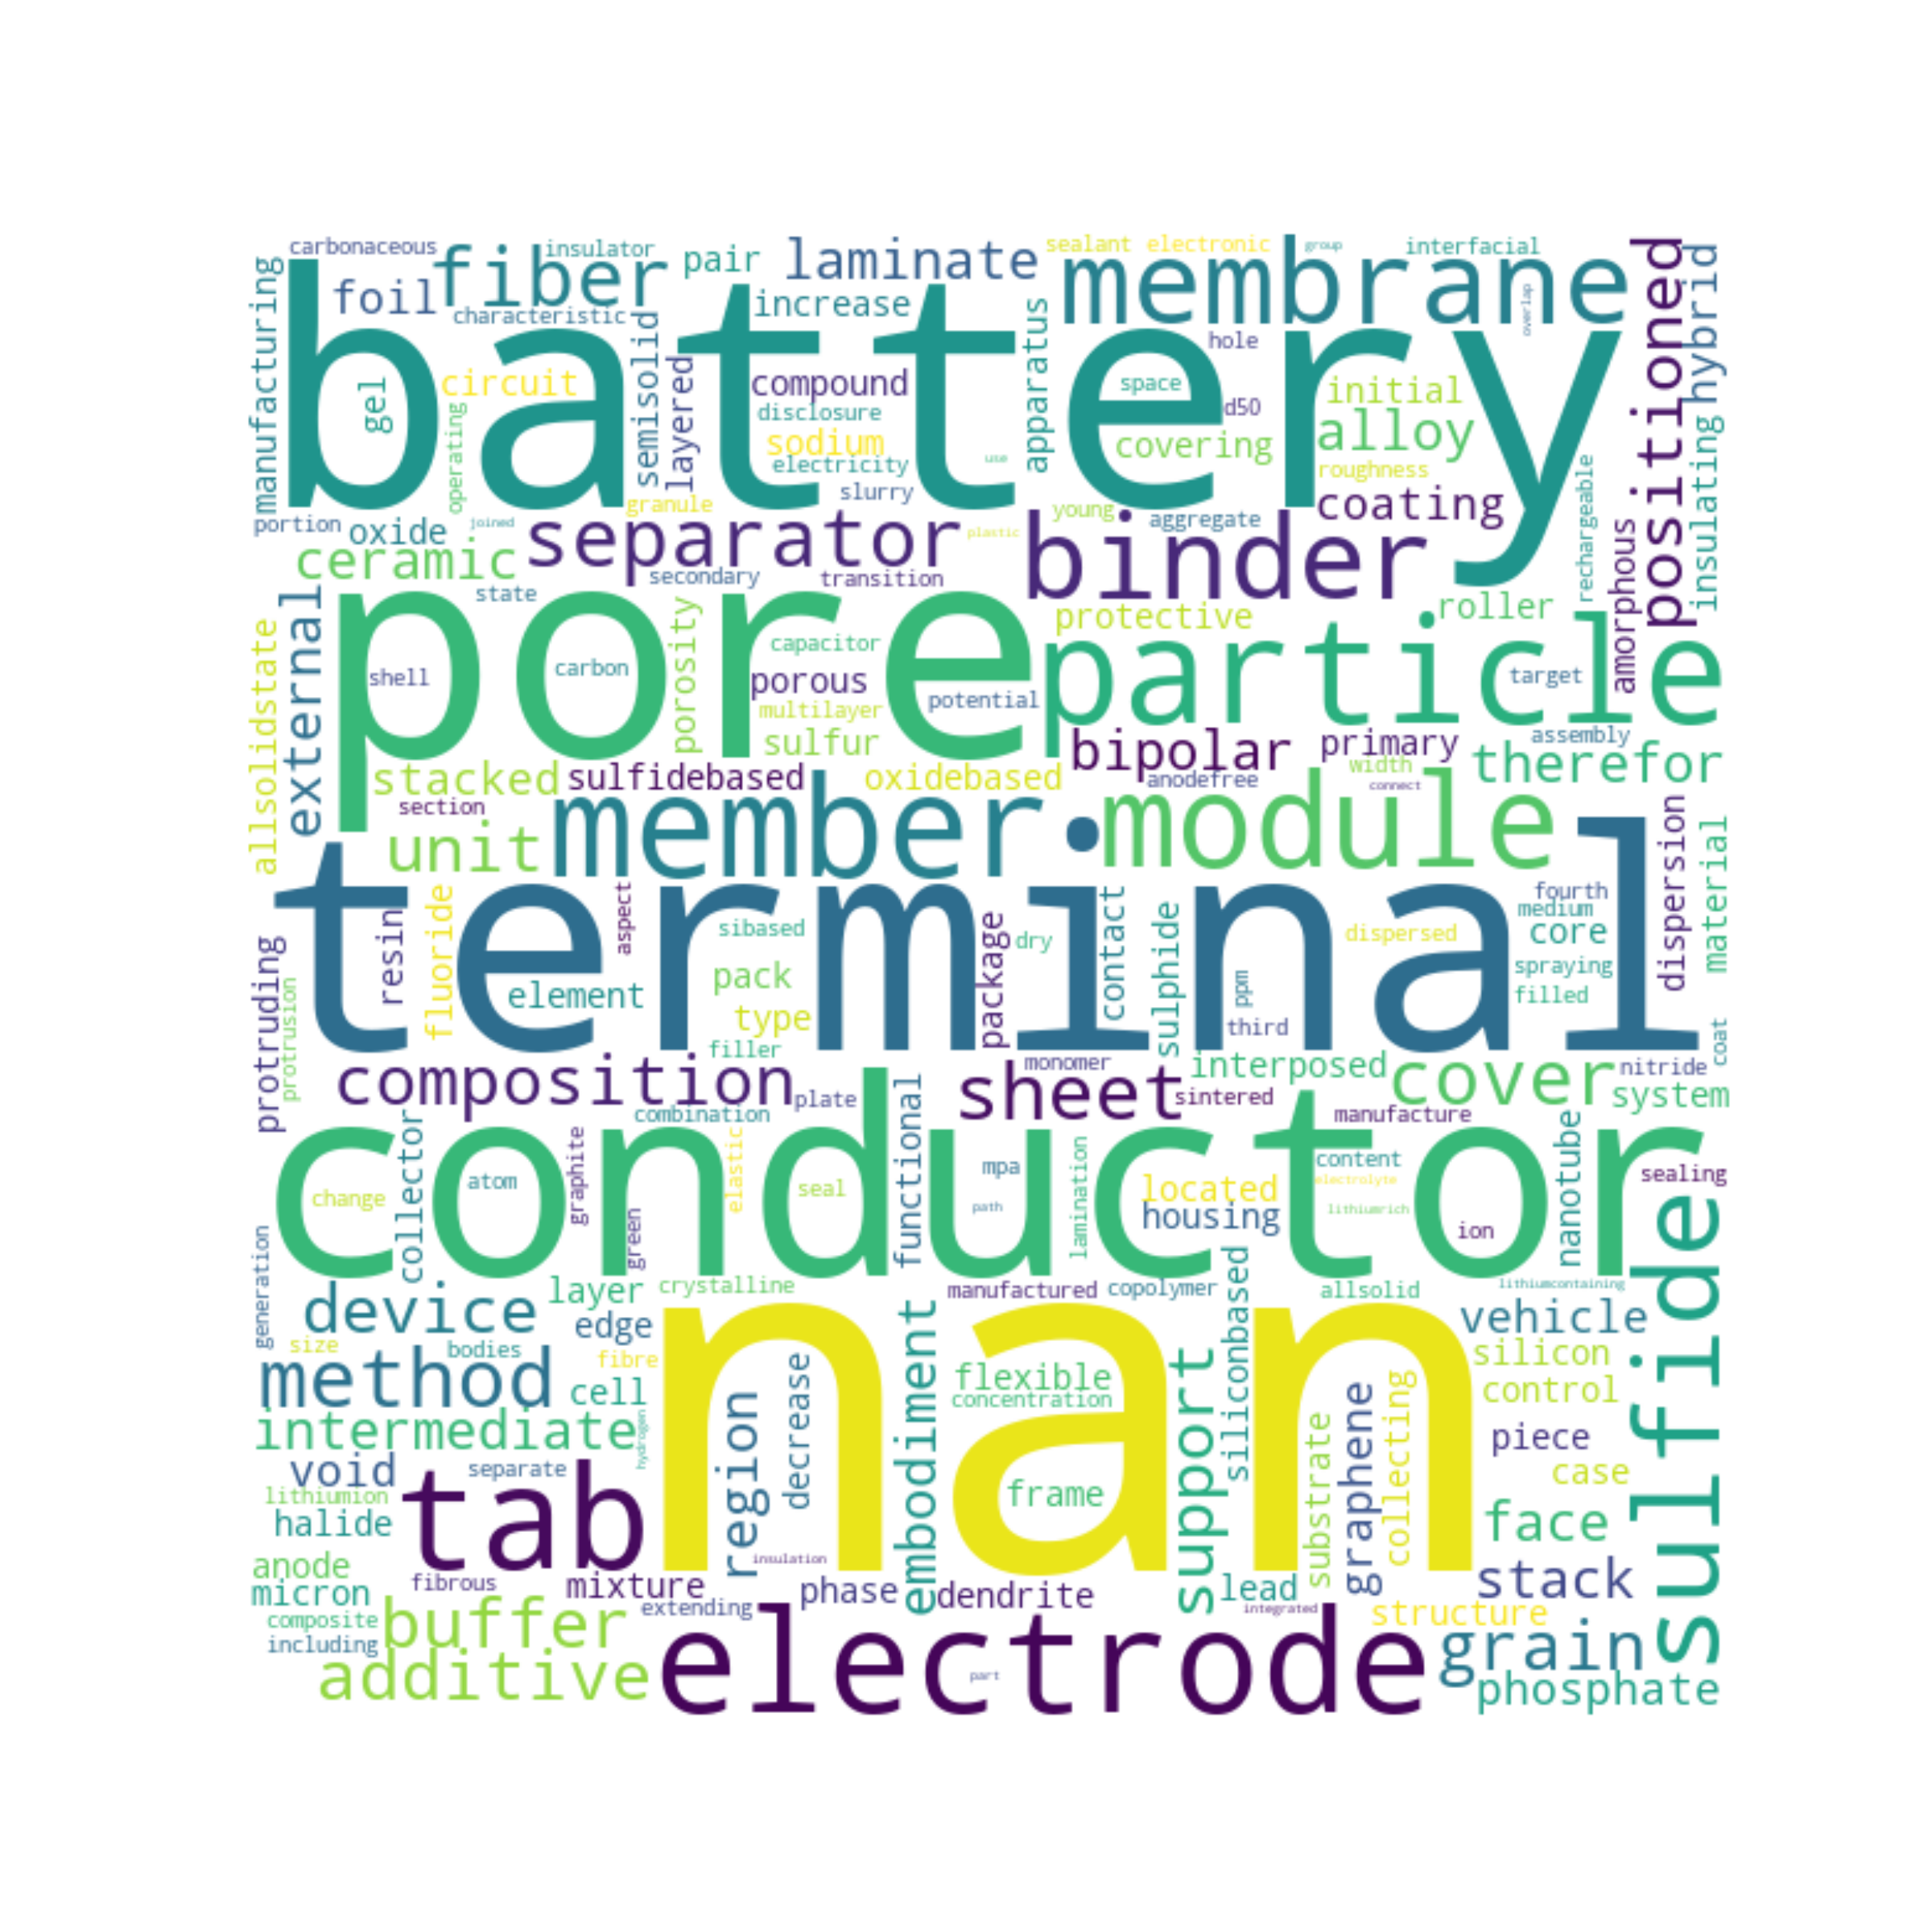 carbonaceous
insulator
fiber
pair
laminate
sealant
electronic
group
interfacial
membrane
positioned
hybrid
manufacturing
foil
characteristic
increase
apparatus
overlap
battery
hole
semisolid
layered
compound
space
initial
gel
circuit
operating
disclosure
d50
alloy
sodium
covering
insulating
electricity
use
roughness
rechargeable
slurry
granule
coating
portion
oxide
joined
separator
plastic
young
aggregate
binder
amorphous
ceramic
secondary
transition
state
external
pore
porosity
protective
roller
particle
allsolidstate
capacitor
shell
carbon
porous
potential
target
multilayer
sulfur
bipolar
primary
assembly
therefor
stacked
sulfidebased
oxidebased
anodefree
width
connect
section
member
module
dispersion
material
unit
terminal
resin
fluoride
aspect
sibased
package
dry
contact
sulphide
dispersed
fourth
medium
core
protruding
protrusion
element
pack
ppm
spraying
filled
type
third
coat
filler
monomer
interposed
cover
nitride
system
composition
plate
sheet
sintered
combination
manufacture
collector
functional
conductor
graphite
elastic
mpa
lamination
content
nanotube
sealing
change
atom
seal
located
electrolyte
path
housing
lithiumrich
ion
green
generation
sulfide
layer
crystalline
manufactured
copolymer
allsolid
lithiumcontaining
device
edge
embodiment
siliconbased
vehicle
size
bodies
fibre
nan
silicon
method
cell
decrease
flexible
support
control
concentration
graphene
collecting
intermediate
hydrogen
region
substrate
piece
void
separate
case
lithiumion
tab
frame
halide
face
anode
insulation
micron
fibrous
mixture
phase
dendrite
lead
stack
composite
buffer
extending
integrated
structure
including
electrode
grain
additive
part
phosphate